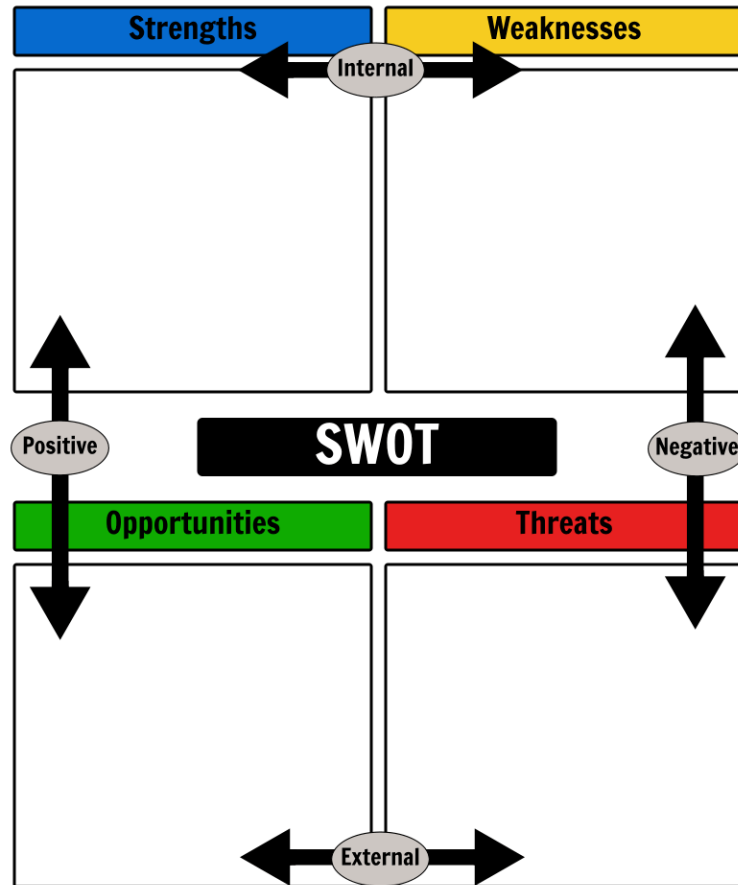 Strengths
Weaknesses
Internal
Positive
SWOT
Negative
Opportunities
Threats
External